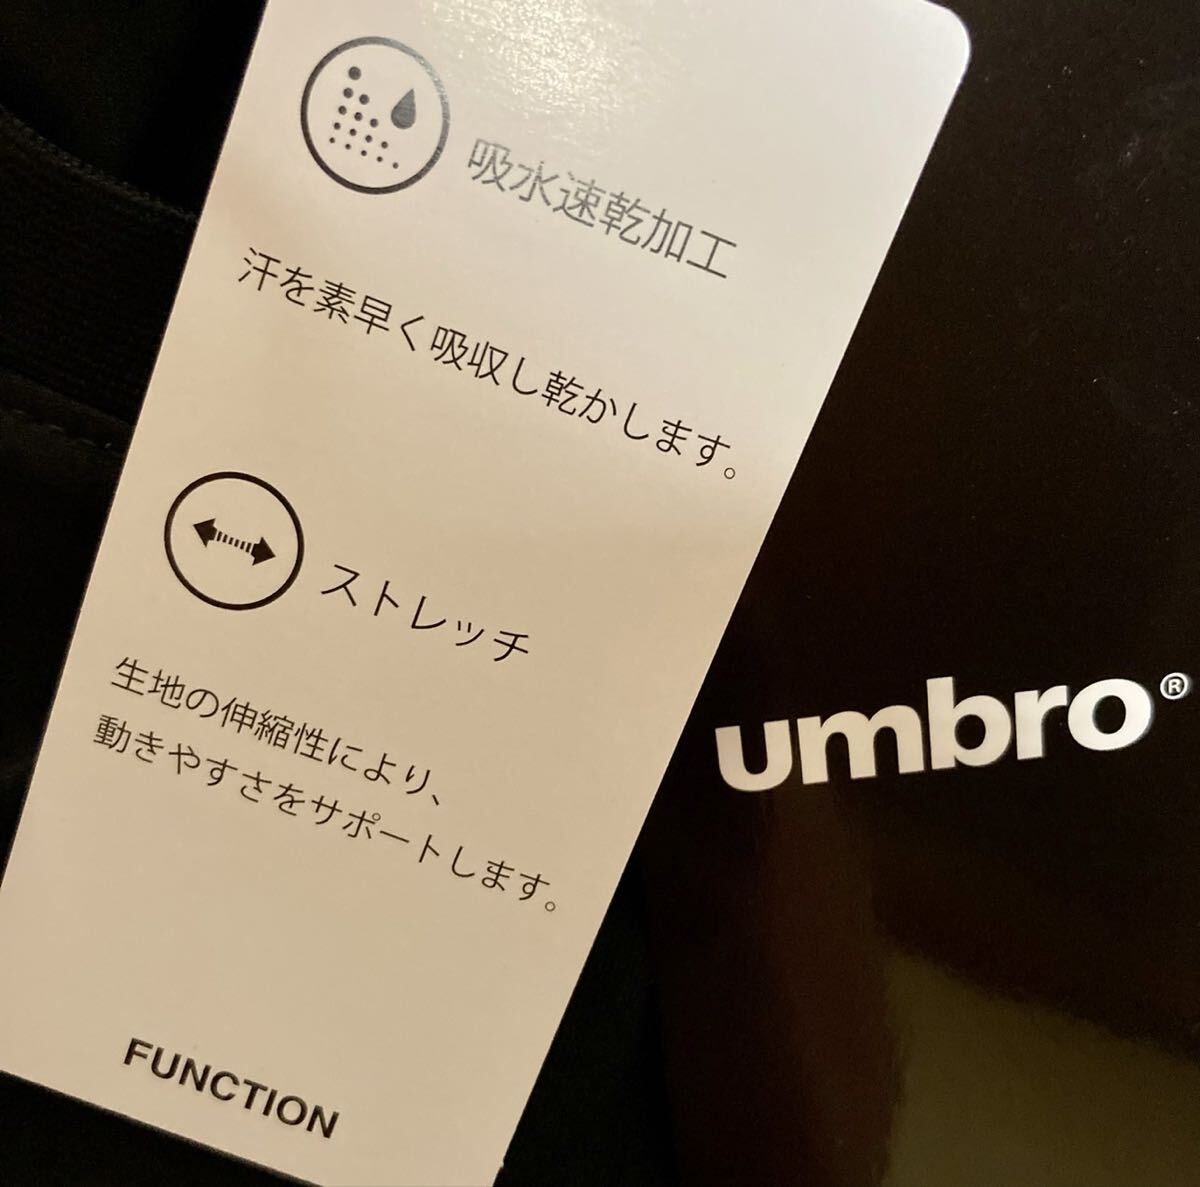 吸水速乾加工
汗を素早く吸収し乾かします。
ストレッチ
生地の伸縮性により、
動きやすさをサポートします。
FUNCTION
umbro®